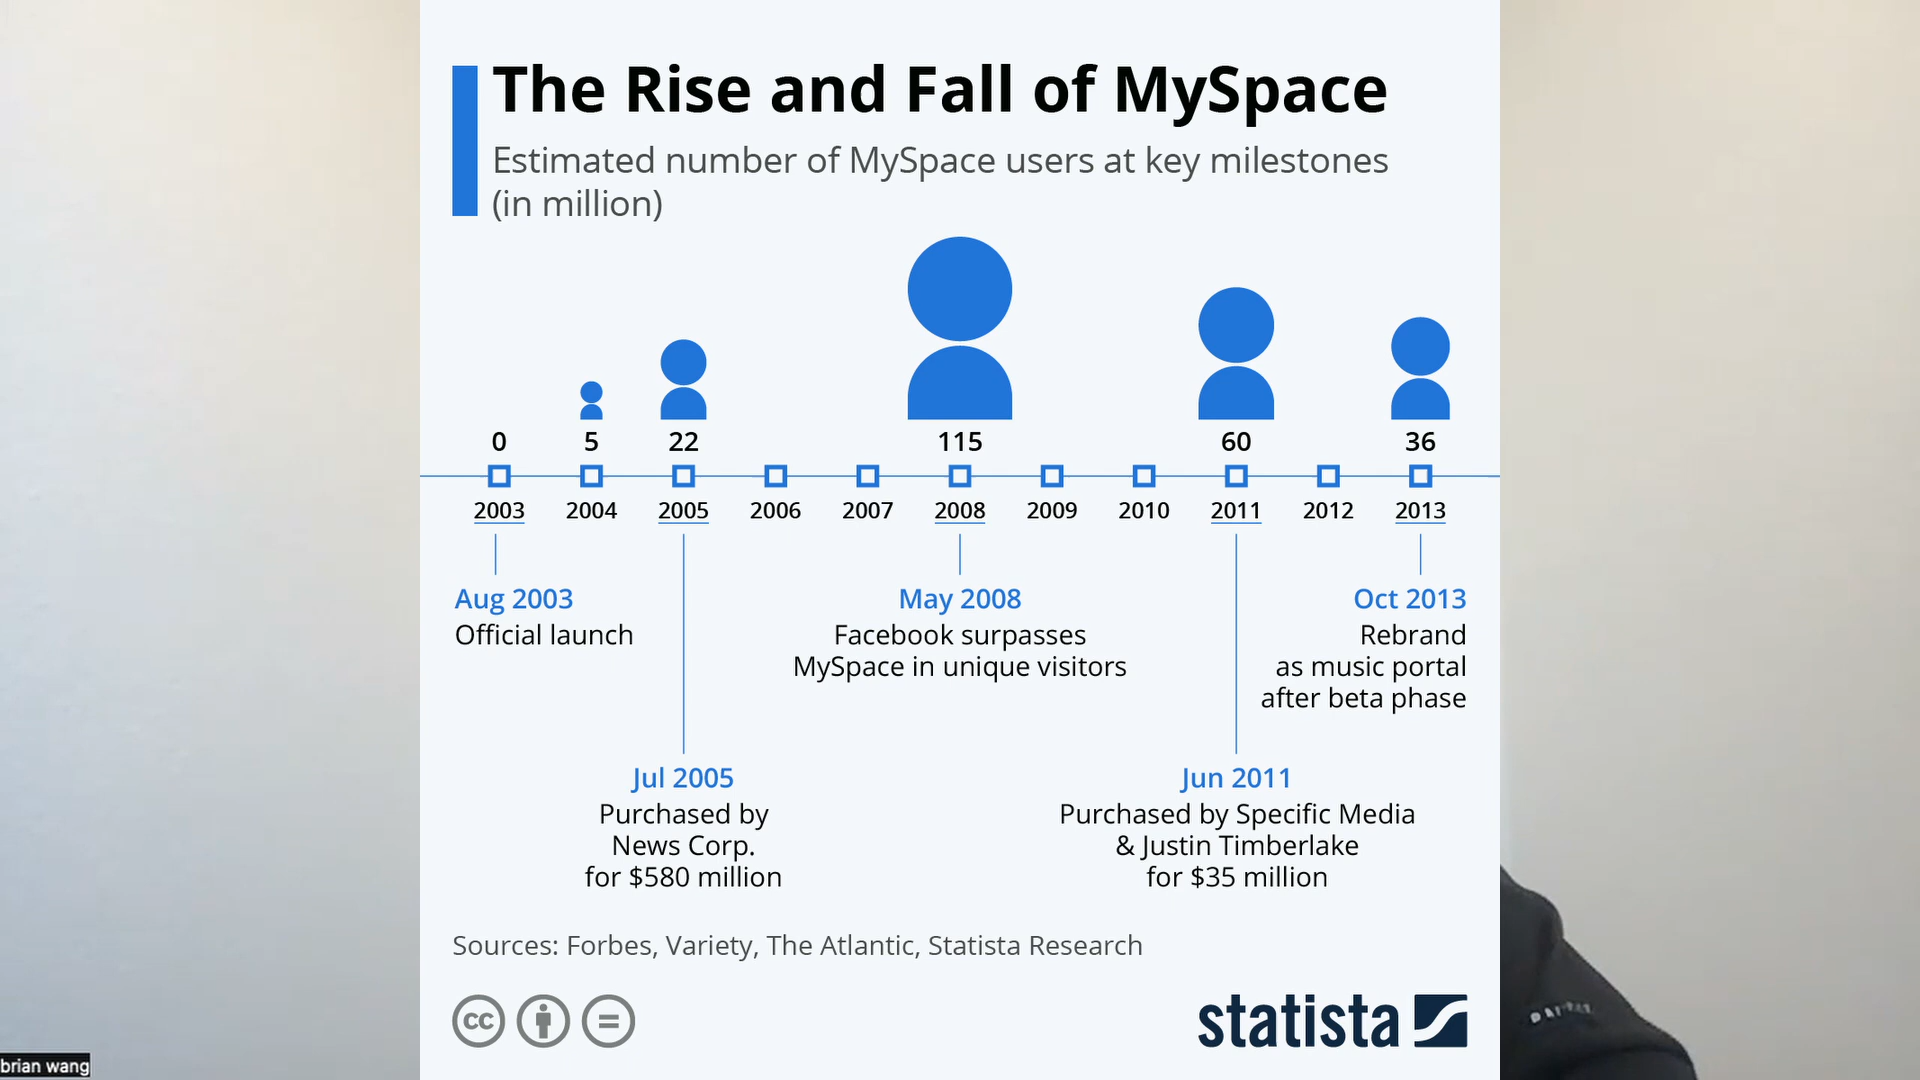 The Rise and Fall of MySpace
Estimated number of MySpace users at key milestones
(in million)
0 5 22 115 60 36
2003 2004 2005 2006 2007 2008 2009 2010 2011 2012 2013
Aug 2003
Official launch
May 2008
Facebook surpasses
MySpace in unique visitors
Oct 2013
Rebrand
as music portal
after beta phase
Jul 2005
Purchased by
News Corp.
for $580 million
Jun 2011
Purchased by Specific Media
& Justin Timberlake
for $35 million
Sources: Forbes, Variety, The Atlantic, Statista Research
cc
statista
brian wang